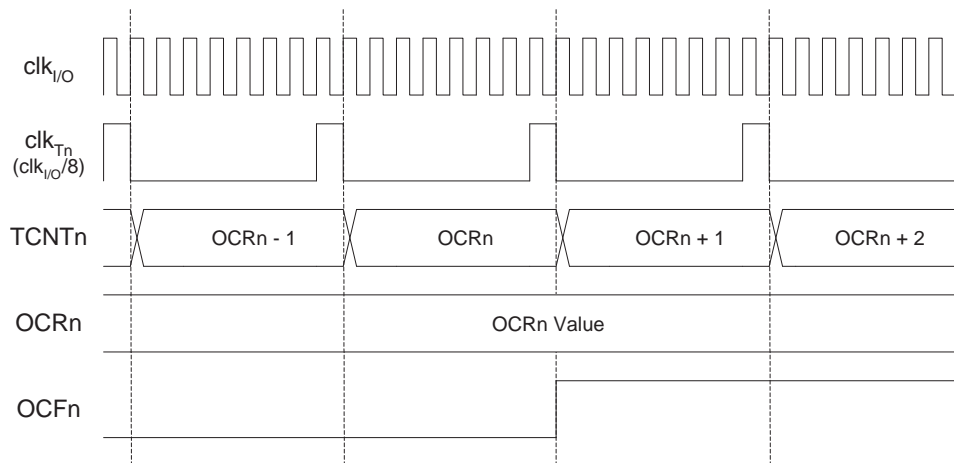 clkI/O
clkTn
(clkI/O/8)
TCNTn
OCRn - 1
OCRn
OCRn + 1
OCRn + 2
OCRn
OCRn Value
OCFn